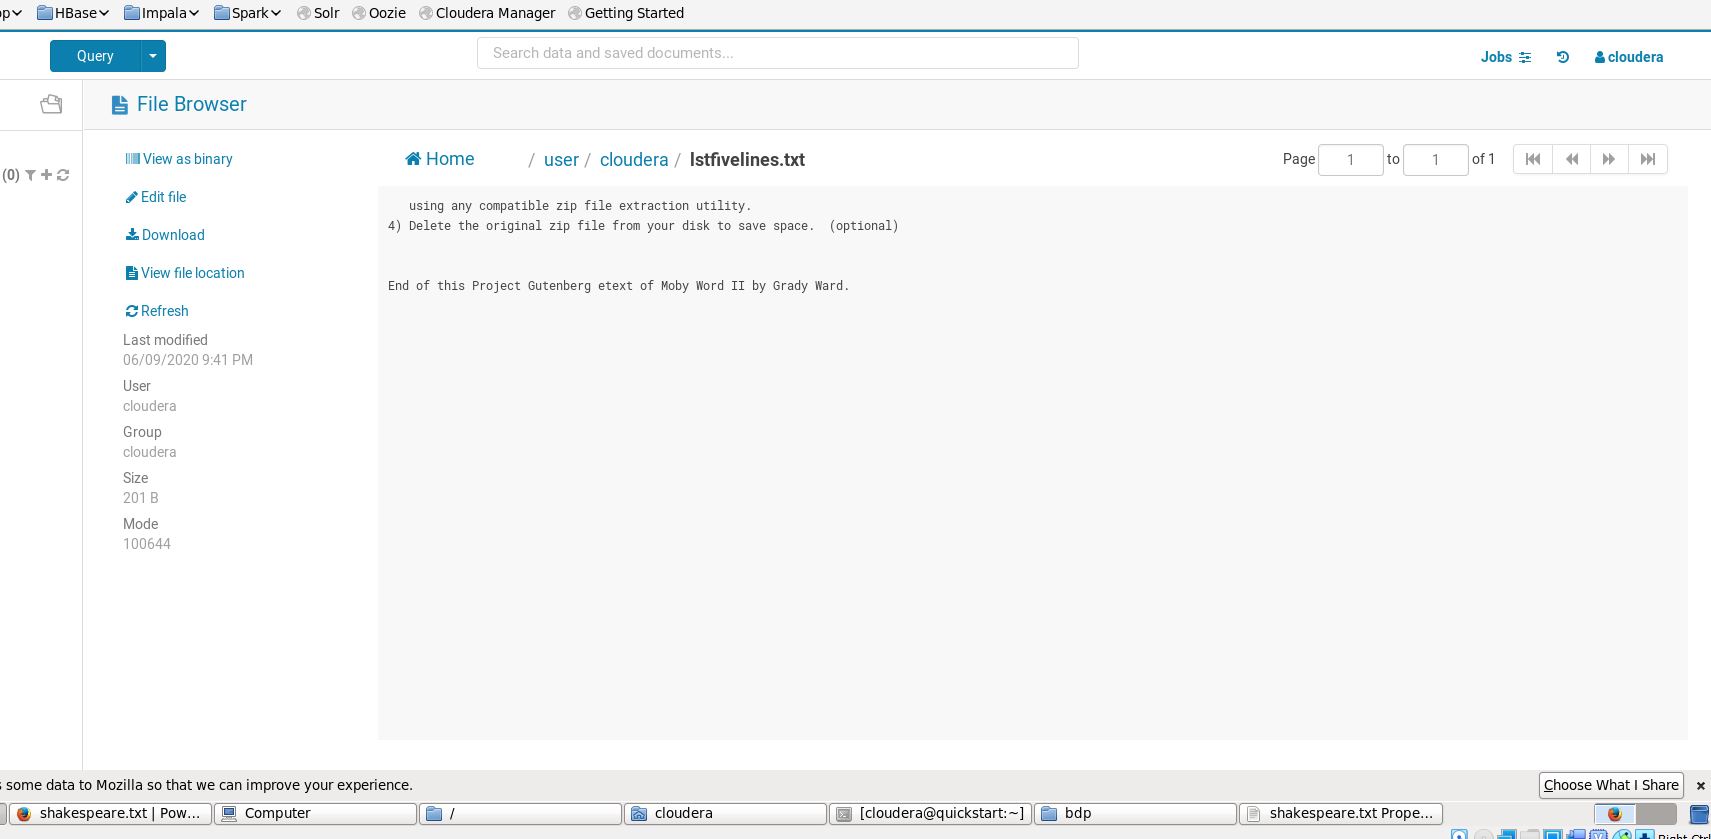 HBase Impala Spark Solr Oozie Cloudera Manager Getting Started
Query Search data and saved documents... Jobs cloudera
File Browser
View as binary
Edit file
Download
View file location
Refresh
Last modified
06/09/2020 9:41 PM
User
cloudera
Group
cloudera
Size
201 B
Mode
100644
(0)
Home / user / cloudera / lstfivelines.txt Page 1 to 1 of 1
using any compatible zip file extraction utility.
4) Delete the original zip file from your disk to save space. (optional)
End of this Project Gutenberg etext of Moby Word II by Grady Ward.
some data to Mozilla so that we can improve your experience. Choose What I Share ×
shakespeare.txt | Pow... Computer / cloudera [cloudera@quickstart:~] bdp shakespeare.txt Prope...